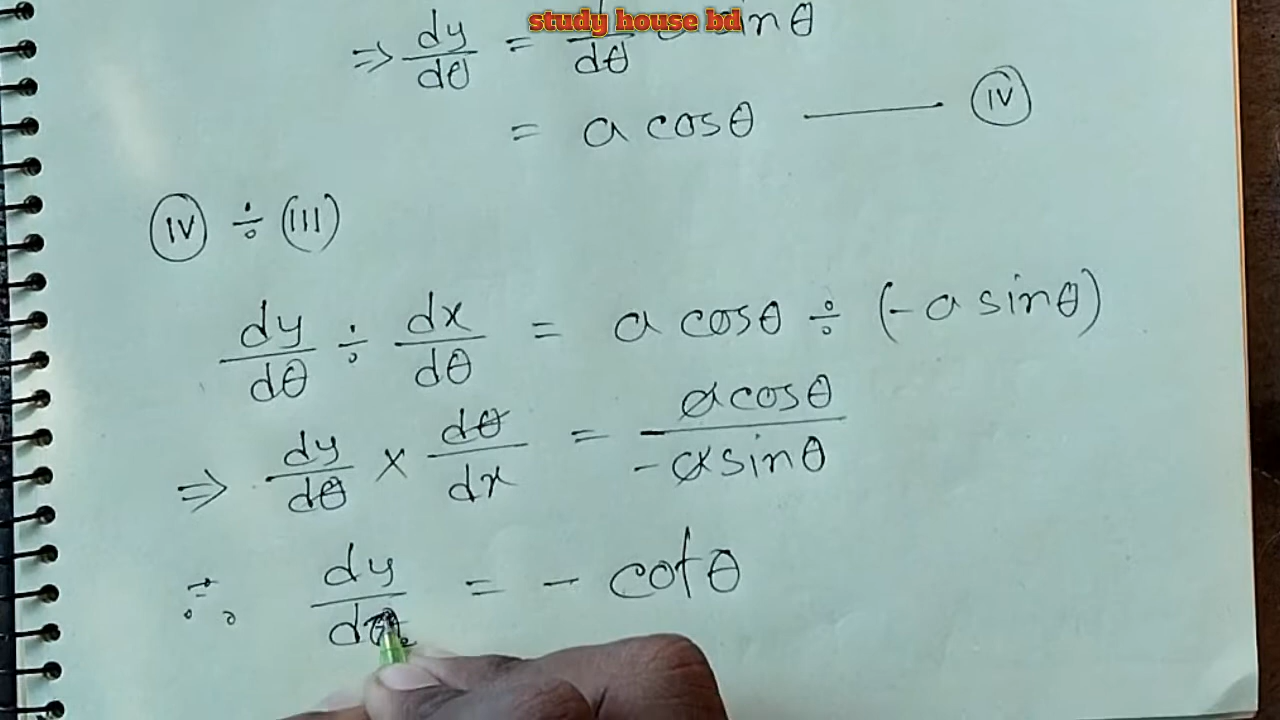 study house bd
⇒ dy/dθ = d/dθ sinθ
= a cosθ ——— (IV)
(IV) ÷ (III)
dy/dθ ÷ dx/dθ = a cosθ ÷ (-a sinθ)
⇒ dy/dθ × dθ/dx = - a cosθ / -a sinθ
∴ dy/d = - cotθ